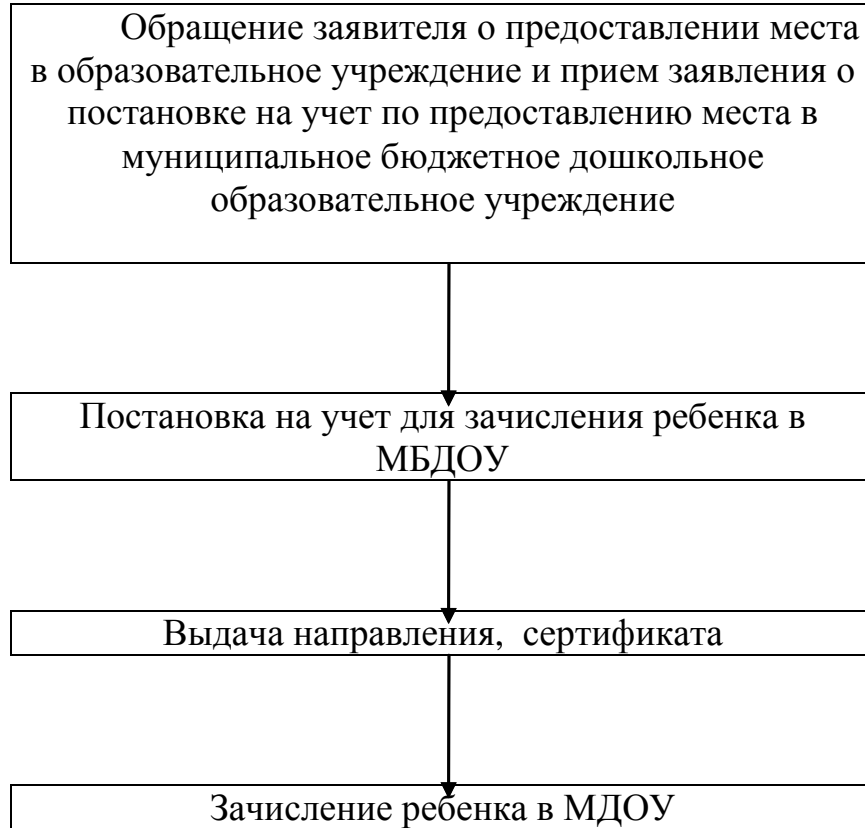 Обращение заявителя о предоставлении места
в образовательное учреждение и прием заявления о
постановке на учет по предоставлению места в
муниципальное бюджетное дошкольное
образовательное учреждение
Постановка на учет для зачисления ребенка в
МБДОУ
Выдача направления, сертификата
Зачисление ребенка в МДОУ